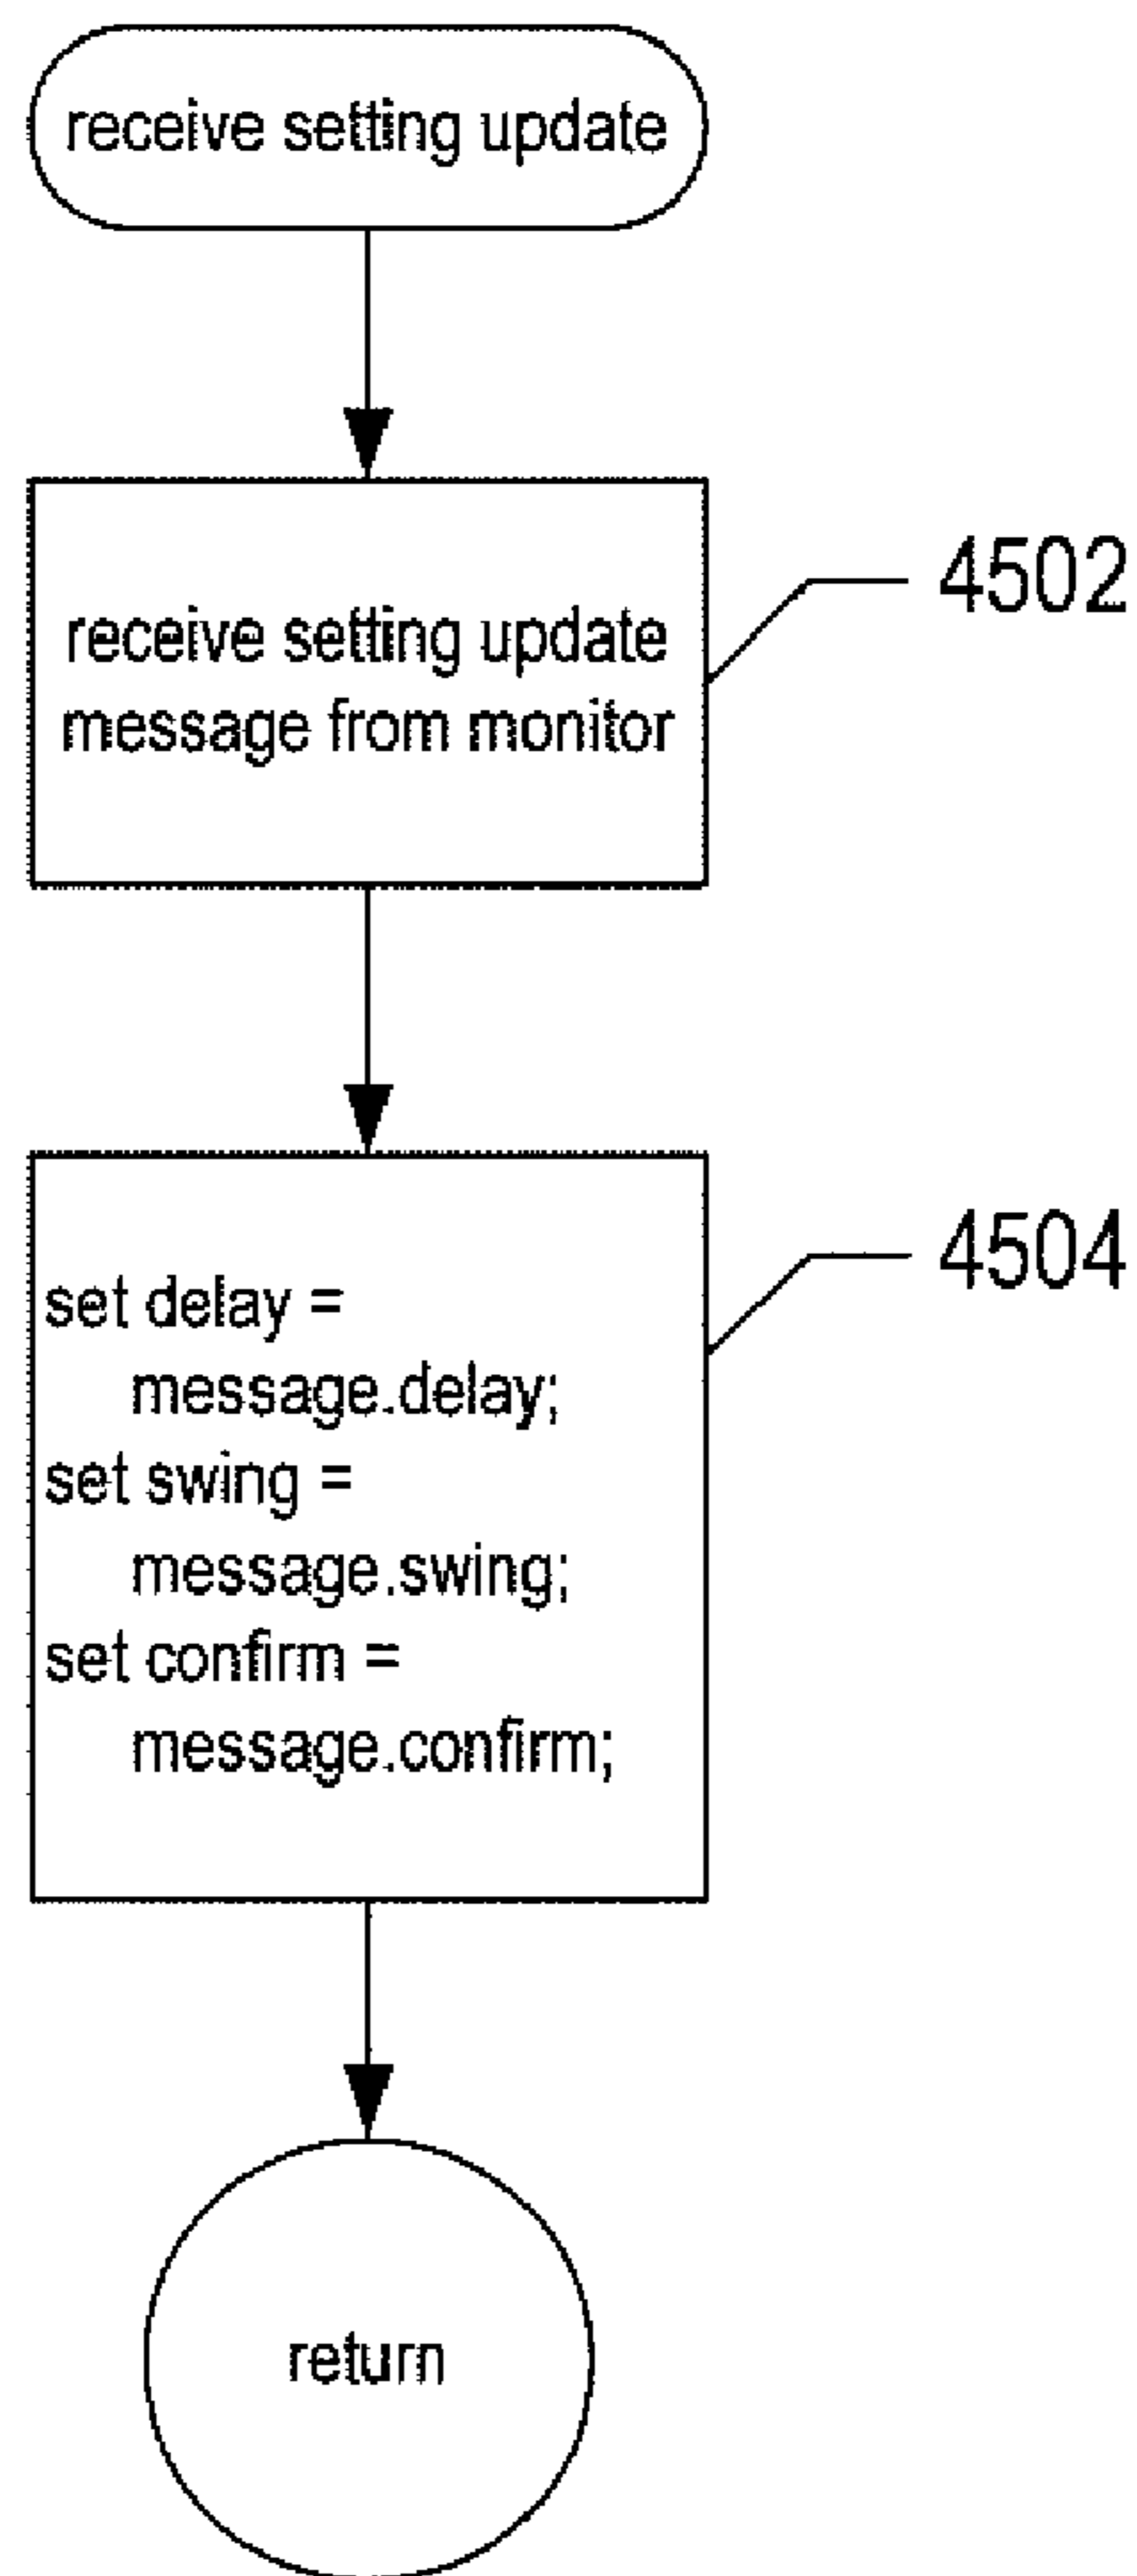 receive setting update
receive setting update
message from monitor
4502
set delay =
message.delay;
set swing =
message.swing;
set confirm =
message.confirm;
4504
return